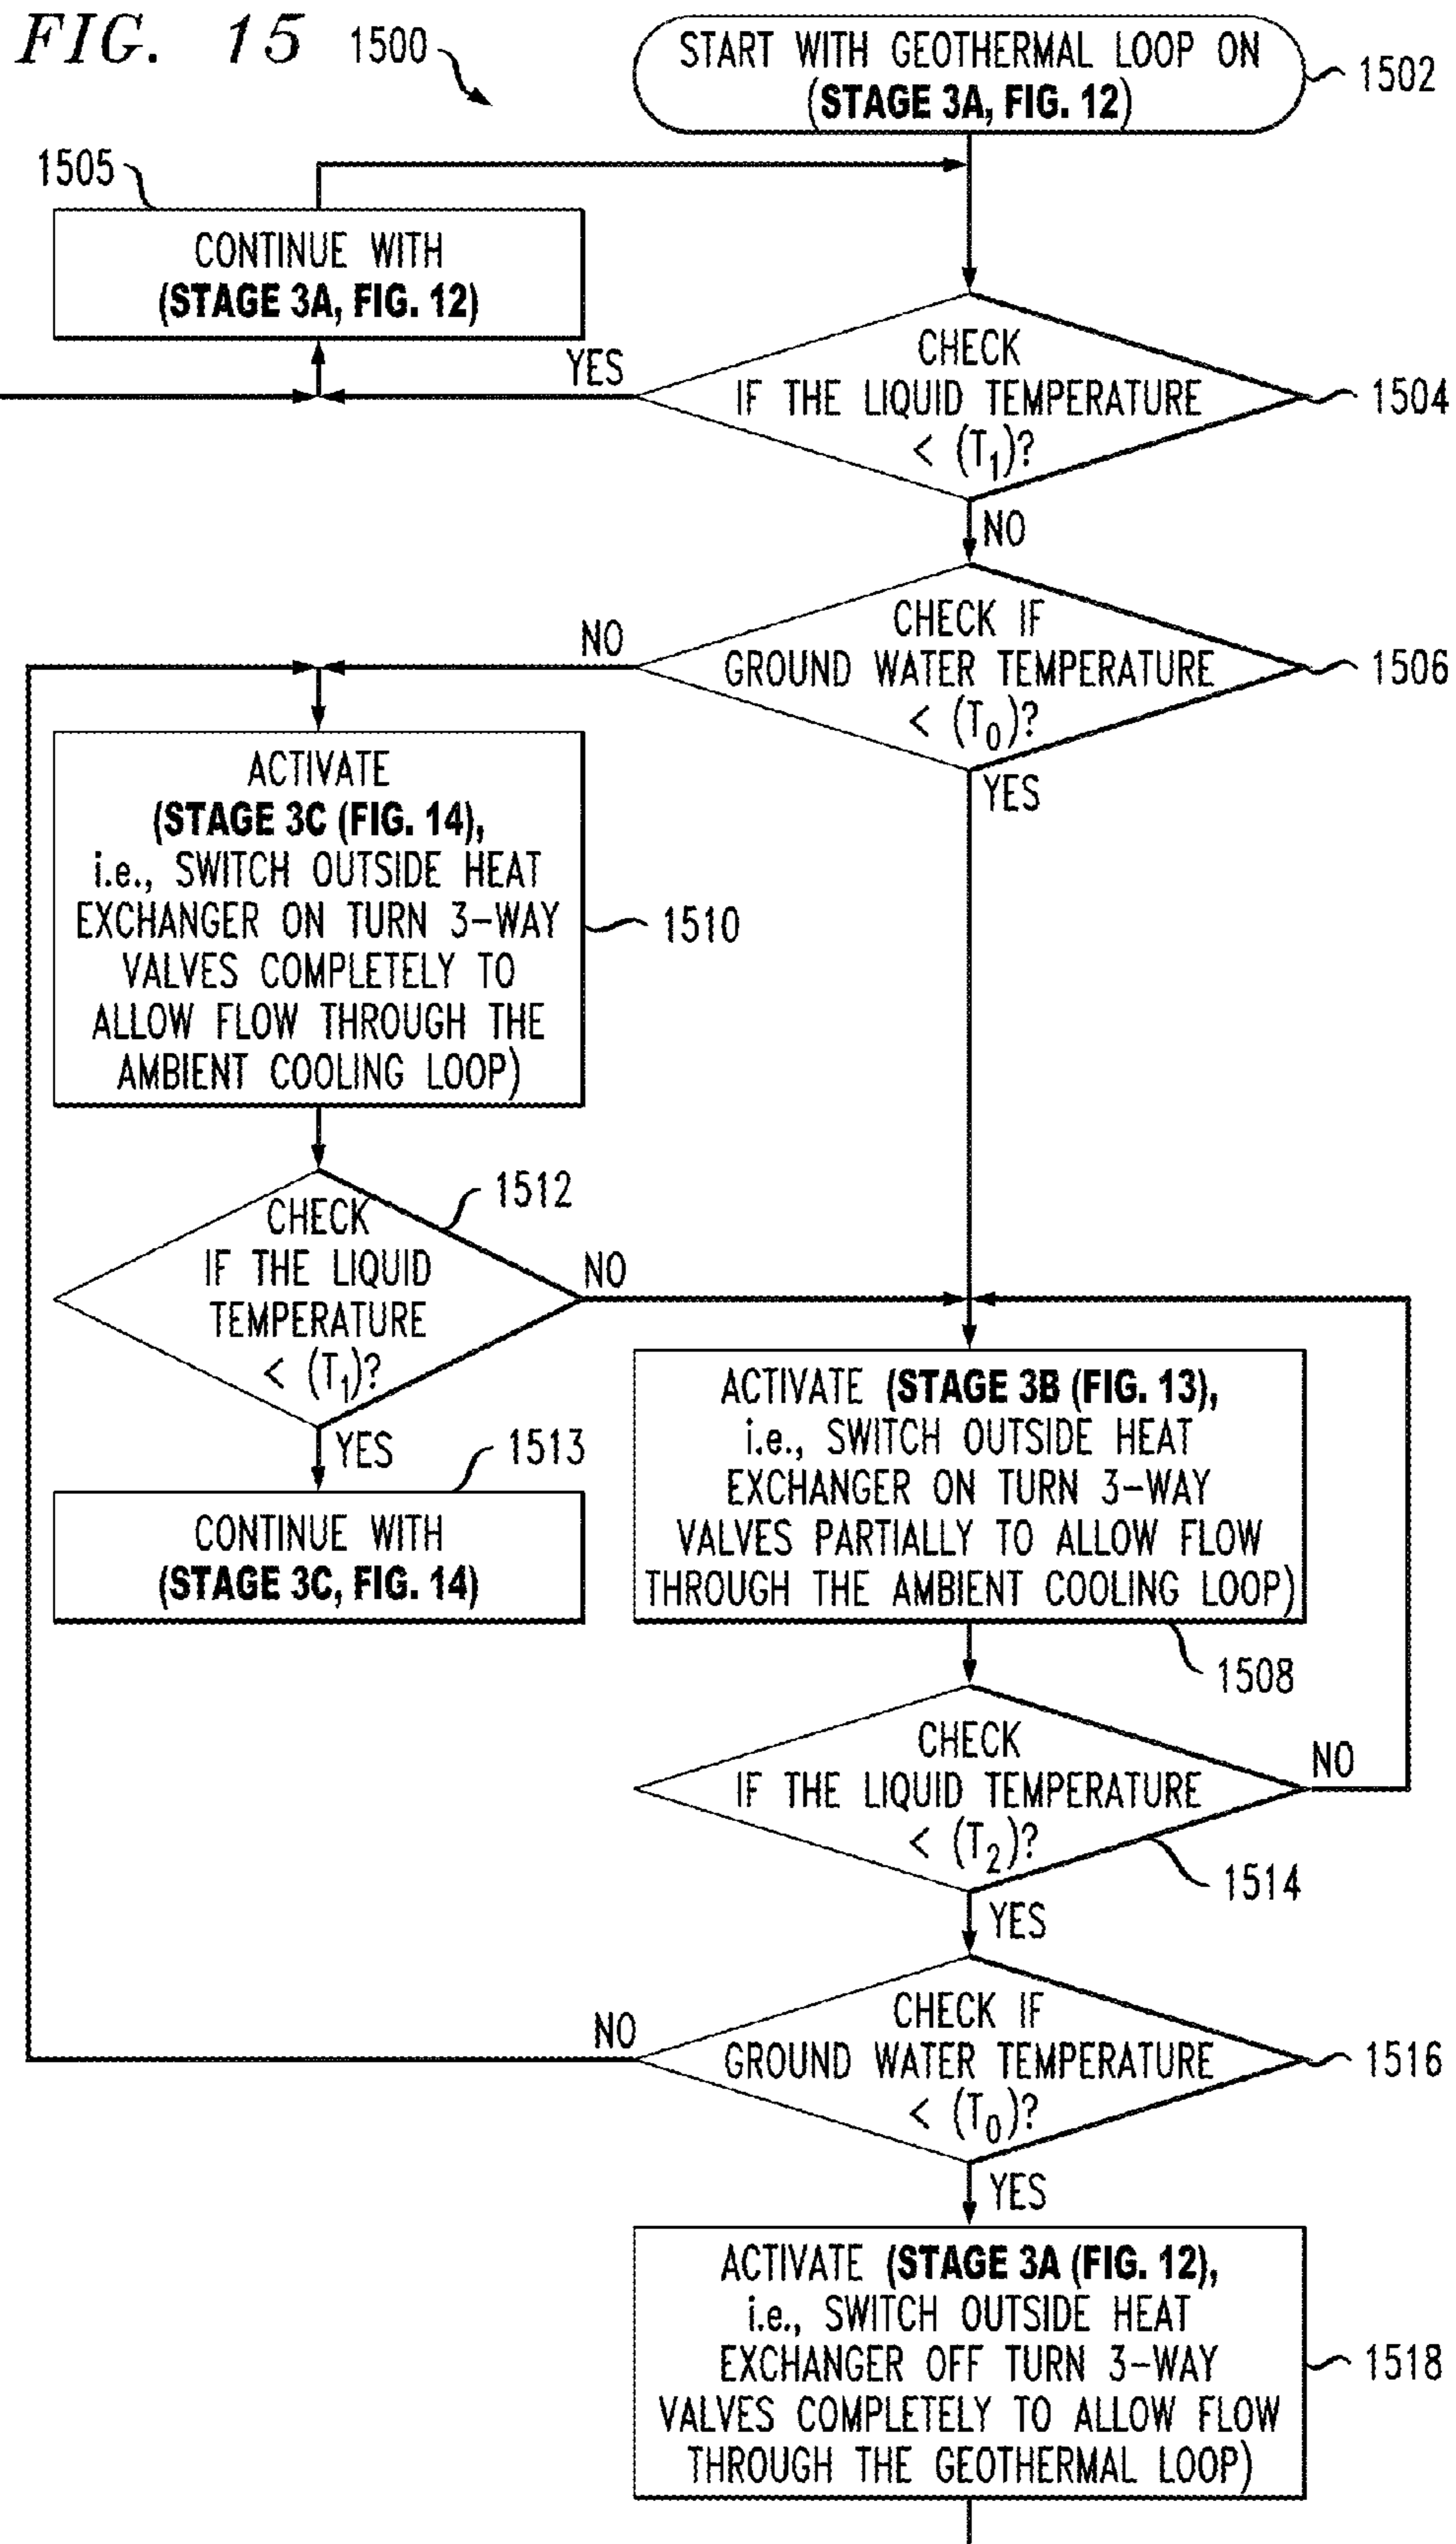 FIG. 15
1500
START WITH GEOTHERMAL LOOP ON
(STAGE 3A, FIG. 12)
1502
1505
CONTINUE WITH
(STAGE 3A, FIG. 12)
YES
CHECK
IF THE LIQUID TEMPERATURE
< (T1)?
1504
NO
CHECK IF
GROUND WATER TEMPERATURE
< (T0)?
1506
NO
YES
ACTIVATE
(STAGE 3C (FIG. 14),
i.e., SWITCH OUTSIDE HEAT
EXCHANGER ON TURN 3-WAY
VALVES COMPLETELY TO
ALLOW FLOW THROUGH THE
AMBIENT COOLING LOOP)
1510
1512
CHECK
IF THE LIQUID
TEMPERATURE
< (T1)?
NO
YES
1513
CONTINUE WITH
(STAGE 3C, FIG. 14)
ACTIVATE (STAGE 3B (FIG. 13),
i.e., SWITCH OUTSIDE HEAT
EXCHANGER ON TURN 3-WAY
VALVES PARTIALLY TO ALLOW FLOW
THROUGH THE AMBIENT COOLING LOOP)
1508
CHECK
IF THE LIQUID TEMPERATURE
< (T2)?
NO
1514
YES
NO
CHECK IF
GROUND WATER TEMPERATURE
< (T0)?
1516
YES
ACTIVATE (STAGE 3A (FIG. 12),
i.e., SWITCH OUTSIDE HEAT
EXCHANGER OFF TURN 3-WAY
VALVES COMPLETELY TO ALLOW FLOW
THROUGH THE GEOTHERMAL LOOP)
1518